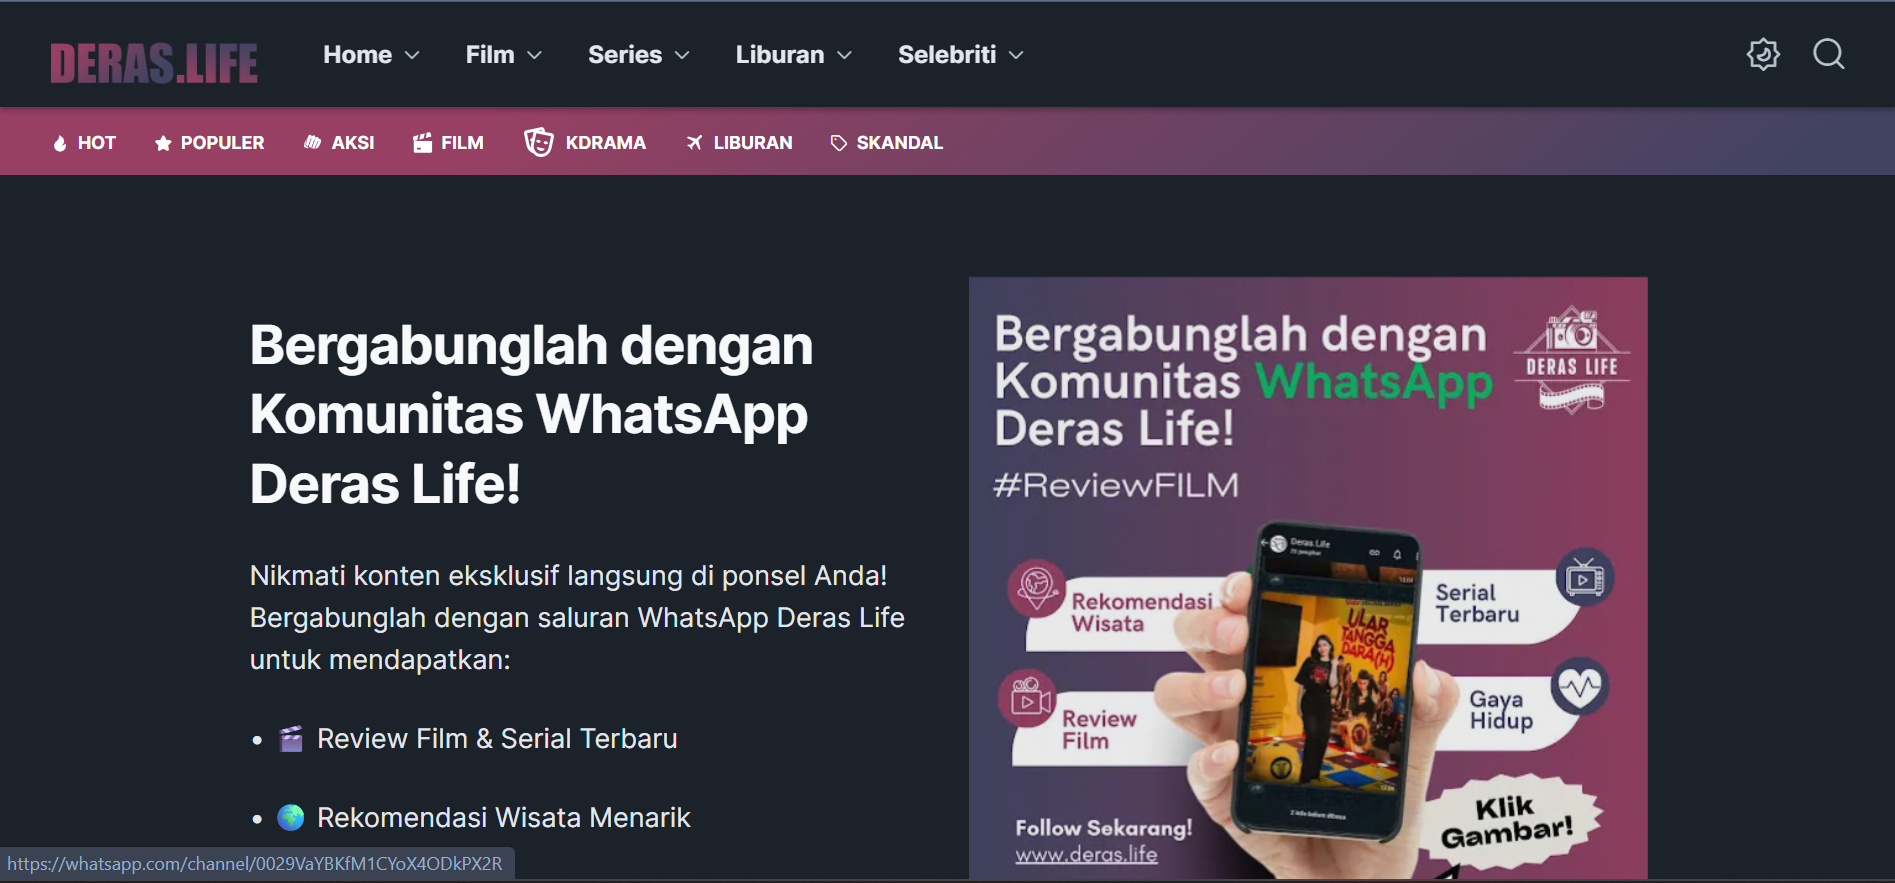 DERAS.LIFE
Home
Film
Series
Liburan
Selebriti
HOT
POPULER
AKSI
FILM
KDRAMA
LIBURAN
SKANDAL
Bergabunglah dengan
Komunitas WhatsApp
Deras Life!
Nikmati konten eksklusif langsung di ponsel Anda!
Bergabunglah dengan saluran WhatsApp Deras Life
untuk mendapatkan:
Review Film & Serial Terbaru
Rekomendasi Wisata Menarik
Bergabunglah dengan
Komunitas WhatsApp
Deras Life!
#ReviewFILM
DERAS LIFE
Deras.Life
Rekomendasi
Wisata
Serial
Terbaru
ULAR
TANGGA
DARA(H)
Review
Film
Gaya
Hidup
Klik
Gambar!
Follow Sekarang!
www.deras.life
https://whatsapp.com/channel/0029VaYBKfM1CYoX4ODkPX2R